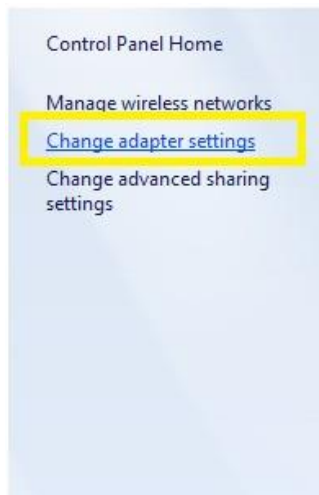 Control Panel Home
Manage wireless networks
Change adapter settings
Change advanced sharing
settings